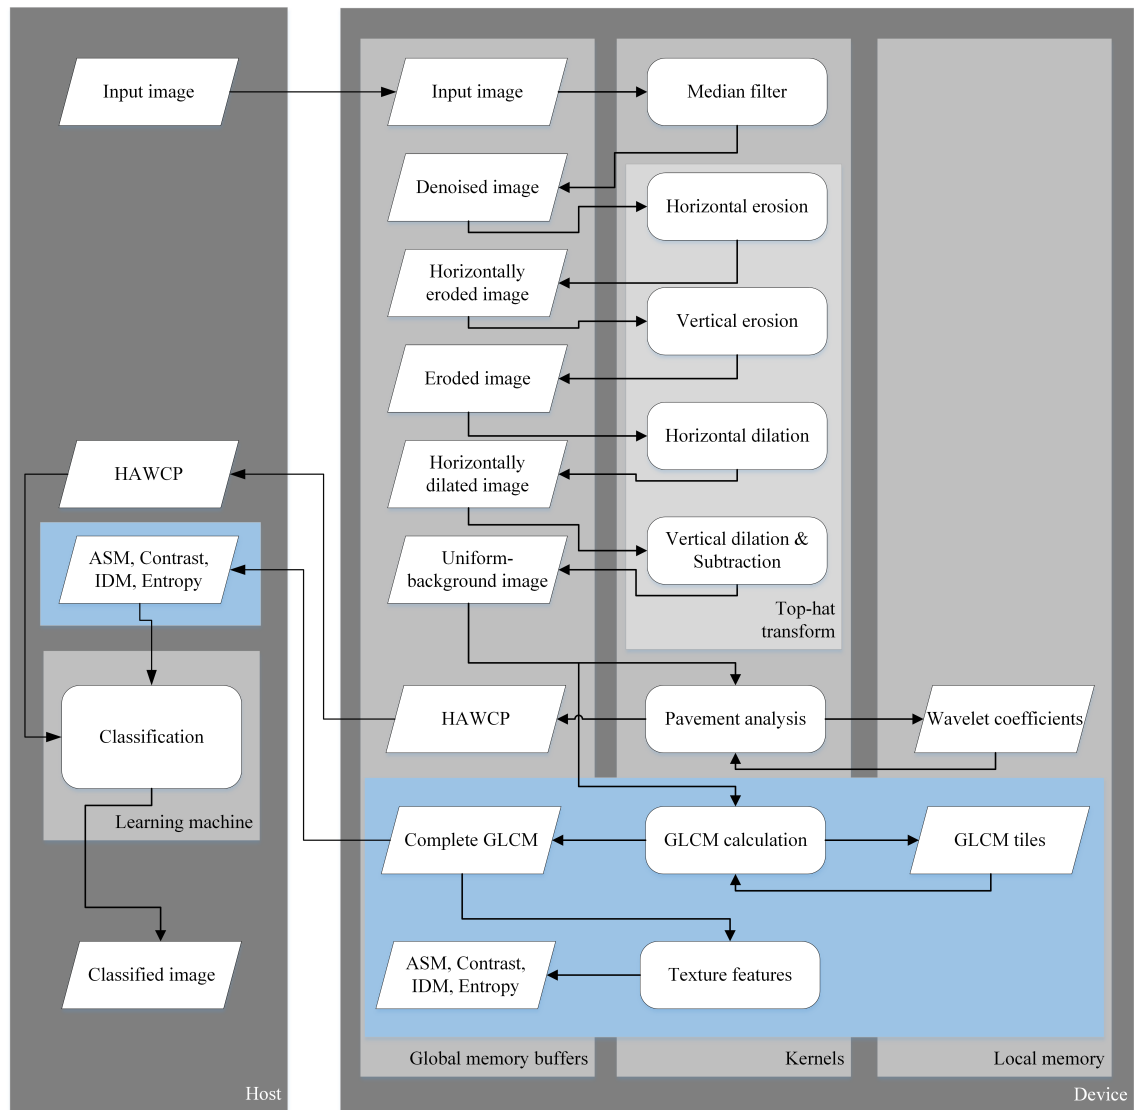 Input image
Input image
Median filter
Denoised image
Horizontal erosion
Horizontally
eroded image
Vertical erosion
Eroded image
Horizontal dilation
HAWCP
Horizontally
dilated image
ASM, Contrast,
IDM, Entropy
Uniform-
background image
Vertical dilation &
Subtraction
Top-hat
transform
Classification
Learning machine
HAWCP
Pavement analysis
Wavelet coefficients
Complete GLCM
GLCM calculation
GLCM tiles
Classified image
ASM, Contrast,
IDM, Entropy
Texture features
Global memory buffers
Kernels
Local memory
Host
Device